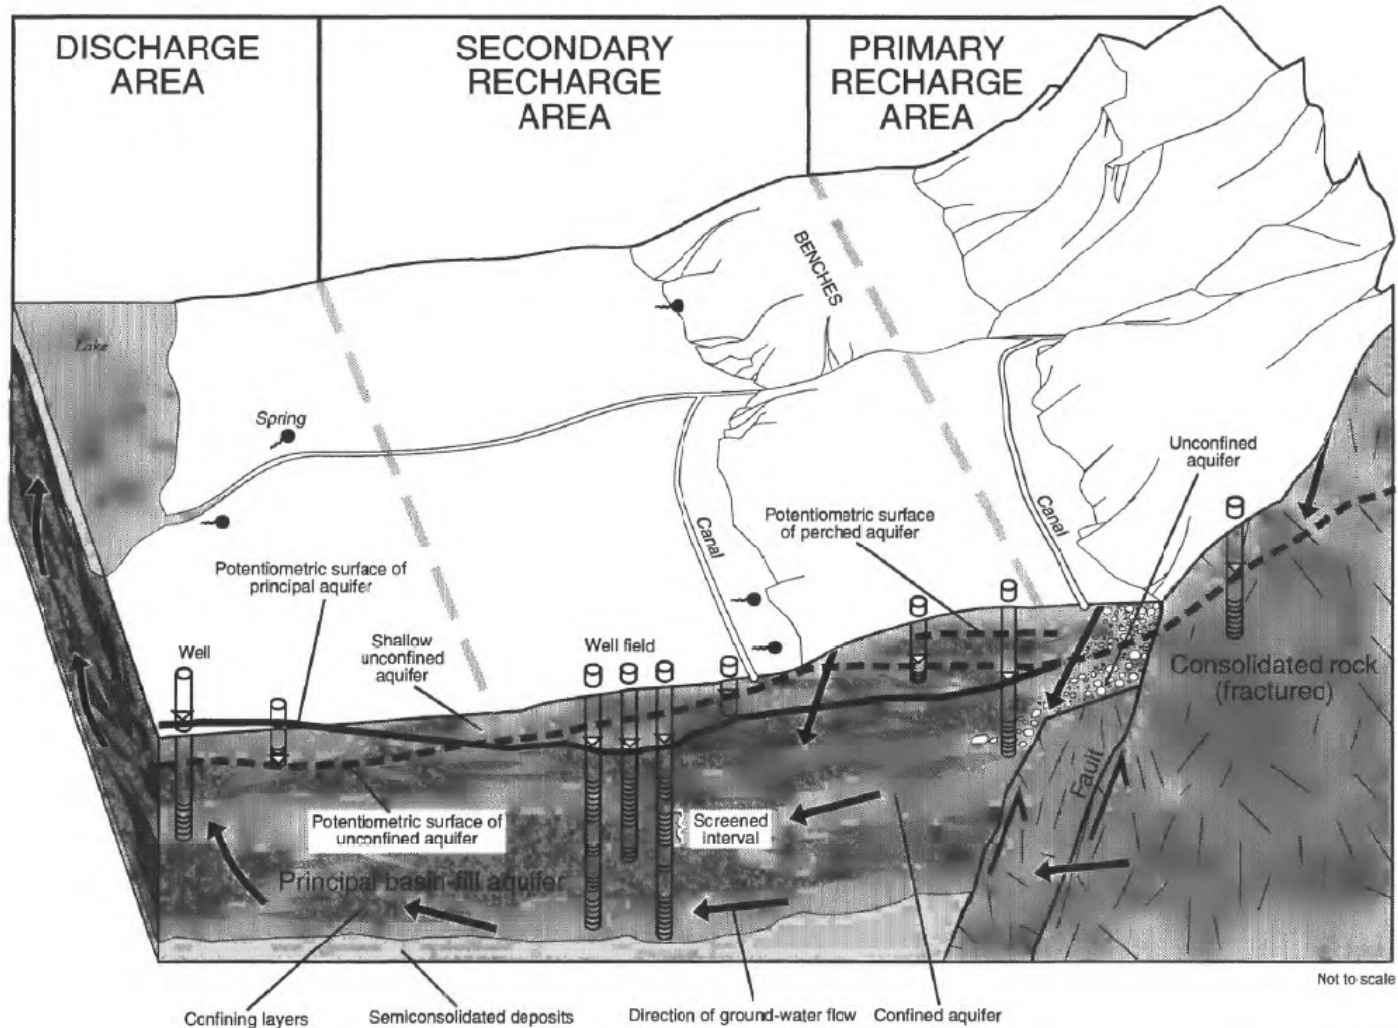 DISCHARGE
AREA
SECONDARY
RECHARGE
AREA
PRIMARY
RECHARGE
AREA
BENCHES
Lake
Spring
Unconfined
aquifer
Canal
Canal
Potentiometric surface
of perched aquifer
Potentiometric surface of
principal aquifer
Shallow
unconfined
aquifer
Well
Well field
Consolidated rock
(fractured)
Fault
Screened
interval
Potentiometric surface of
unconfined aquifer
Principal basin-fill aquifer
Not to scale
Confining layers
Semiconsolidated deposits
Direction of ground-water flow
Confined aquifer